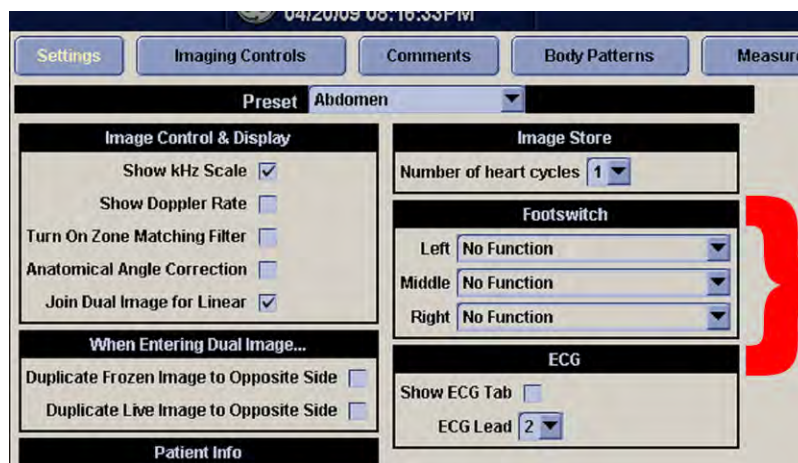 04/20/09 08:16:33PM
Settings Imaging Controls Comments Body Patterns Measur
Preset Abdomen
Image Control & Display
Show kHz Scale
Show Doppler Rate
Turn On Zone Matching Filter
Anatomical Angle Correction
Join Dual Image for Linear
When Entering Dual Image...
Duplicate Frozen Image to Opposite Side
Duplicate Live Image to Opposite Side
Patient Info
Image Store
Number of heart cycles 1
Footswitch
Left No Function
Middle No Function
Right No Function
ECG
Show ECG Tab
ECG Lead 2